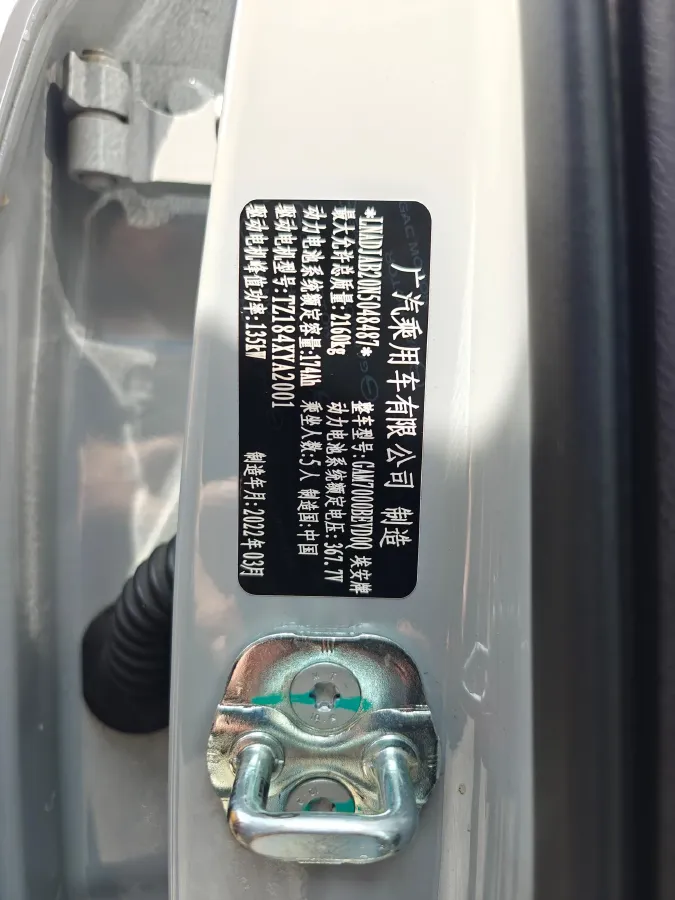 广汽乘用车有限公司 制造
*LNADJAB20N5048487* 整车型号:GAM7000BEVD0Q 埃安牌
最大允许总质量:2160kg 动力电池系统额定电压:367.7V
动力电池系统额定容量:174Ah 乘坐人数:5人 制造国:中国
驱动电机型号:TZ184XYA2001
驱动电机峰值功率:135kW 制造年月:2022年03月
GAC MO